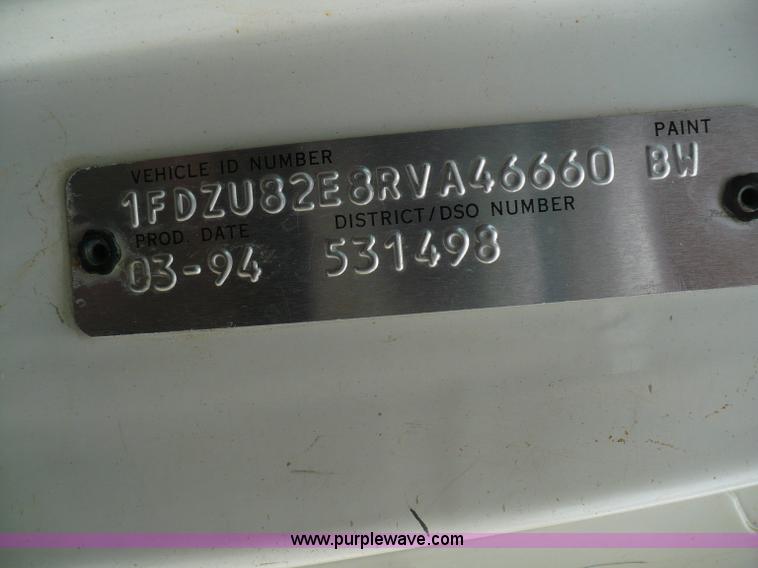 PAINT
VEHICLE ID NUMBER
1FDZU82E8RVA46660 BW
PROD. DATE DISTRICT/DSO NUMBER
03-94 531498
www.purplewave.com